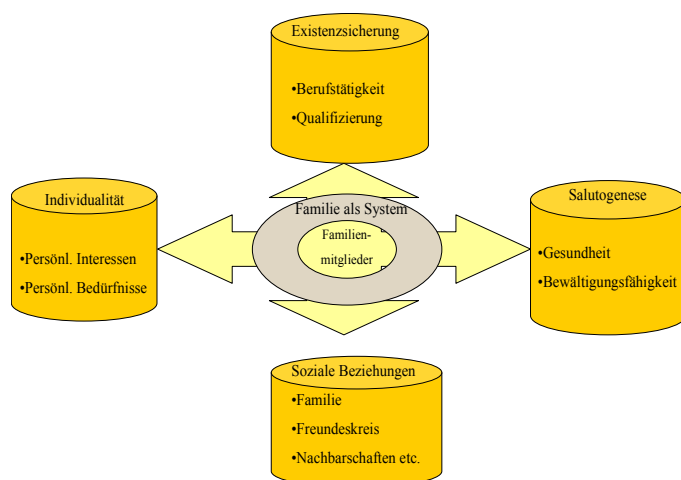 Existenzsicherung
•Berufstätigkeit
•Qualifizierung
Individualität
•Persönl. Interessen
•Persönl. Bedürfnisse
Familie als System
Familien-
mitglieder
Salutogenese
•Gesundheit
•Bewältigungsfähigkeit
Soziale Beziehungen
•Familie
•Freundeskreis
•Nachbarschaften etc.